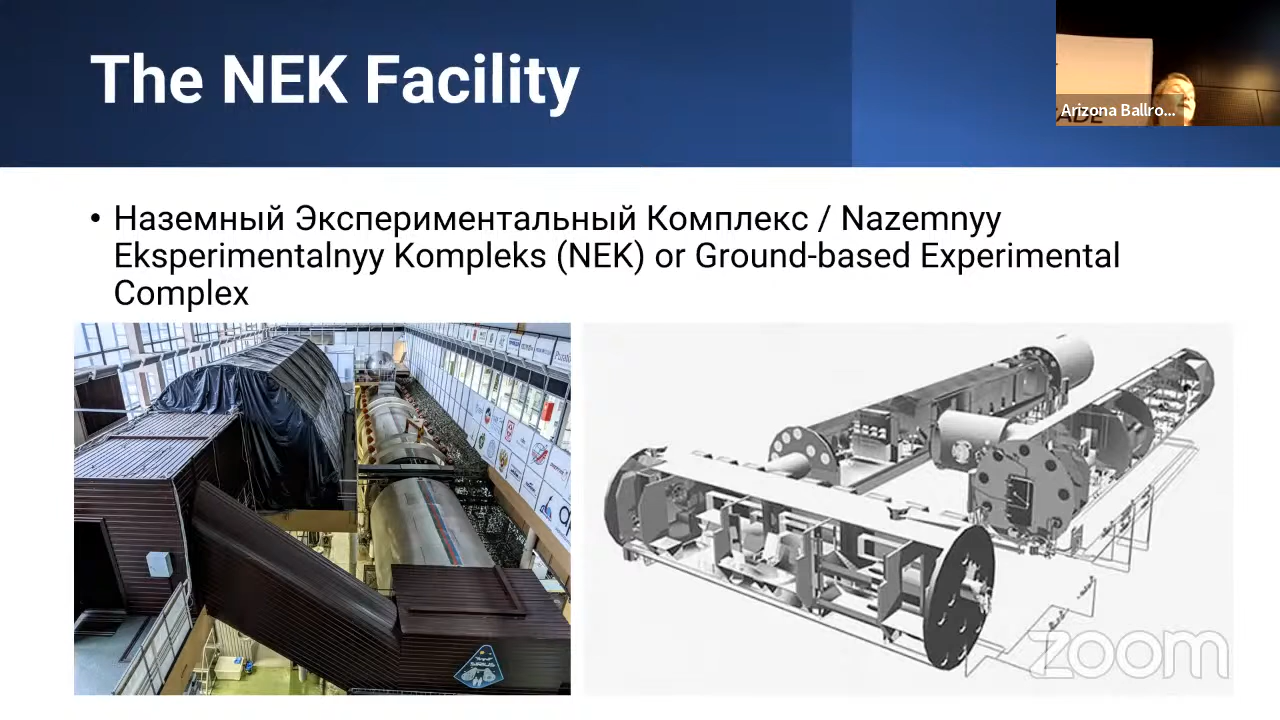 The NEK Facility
Arizona Ballro...
• Наземный Экспериментальный Комплекс / Nazemnyy
Eksperimentalnyy Kompleks (NEK) or Ground-based Experimental
Complex
zoom